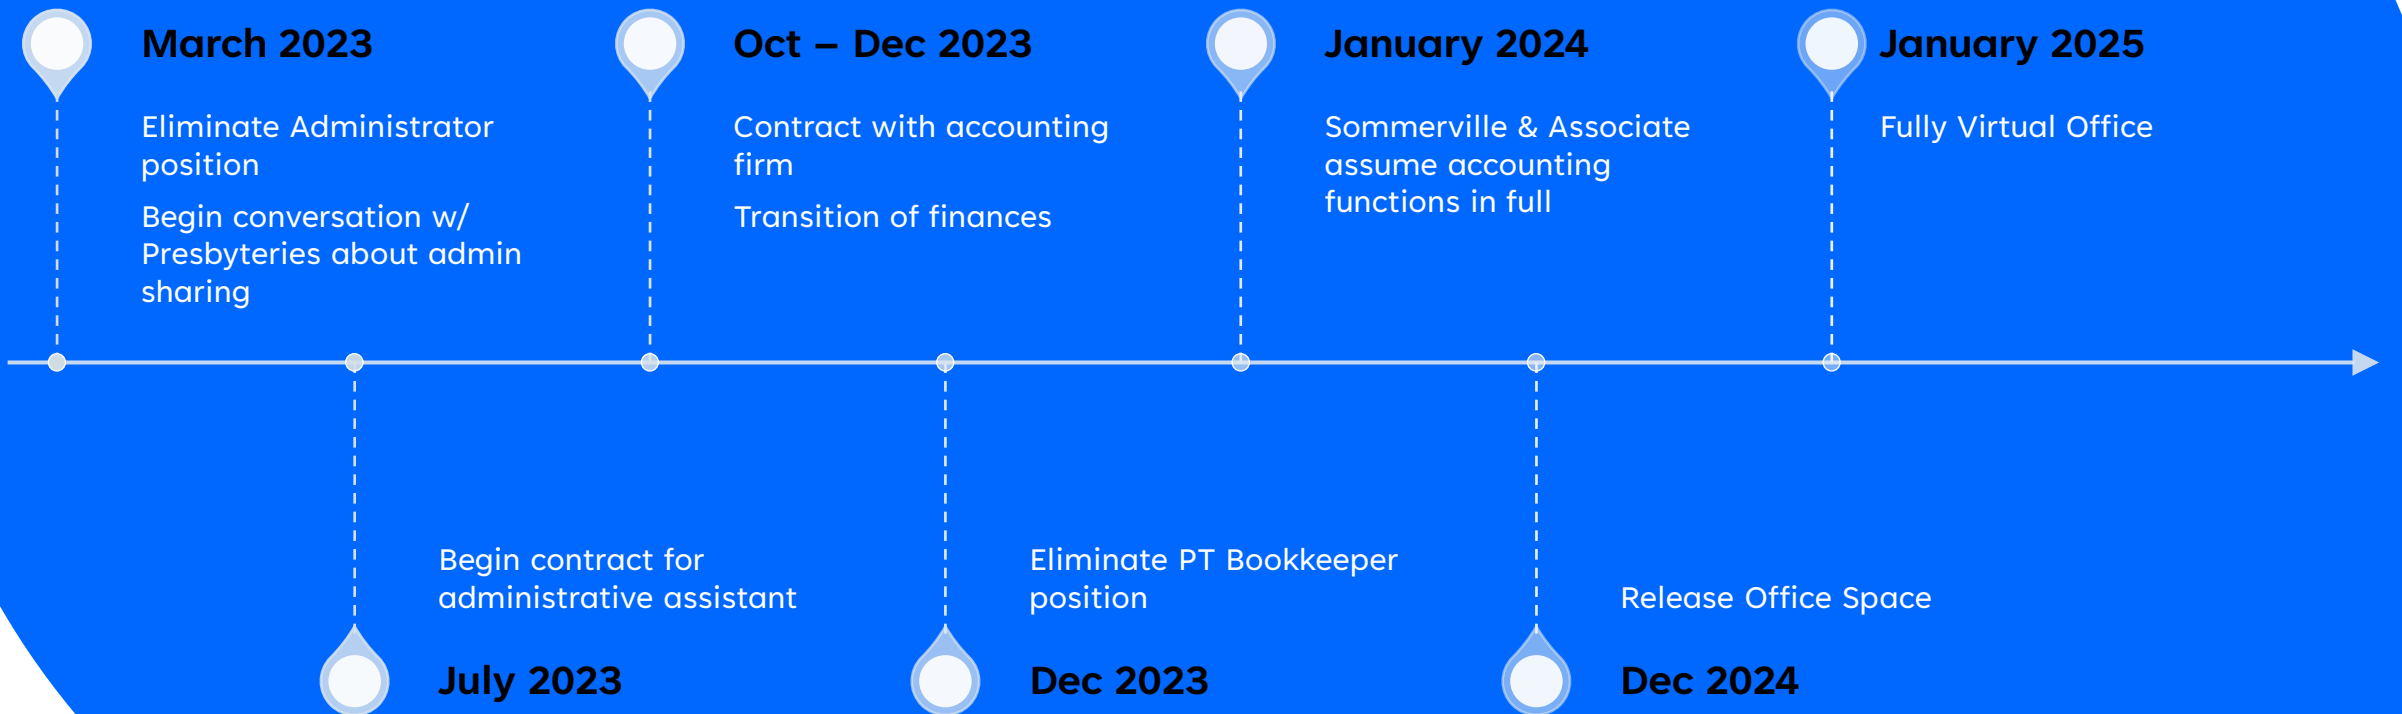 March 2023
Eliminate Administrator
position
Begin conversation w/
Presbyteries about admin
sharing
Oct – Dec 2023
Contract with accounting
firm
Transition of finances
January 2024
Sommerville & Associate
assume accounting
functions in full
January 2025
Fully Virtual Office
Begin contract for
administrative assistant
July 2023
Eliminate PT Bookkeeper
position
Dec 2023
Release Office Space
Dec 2024